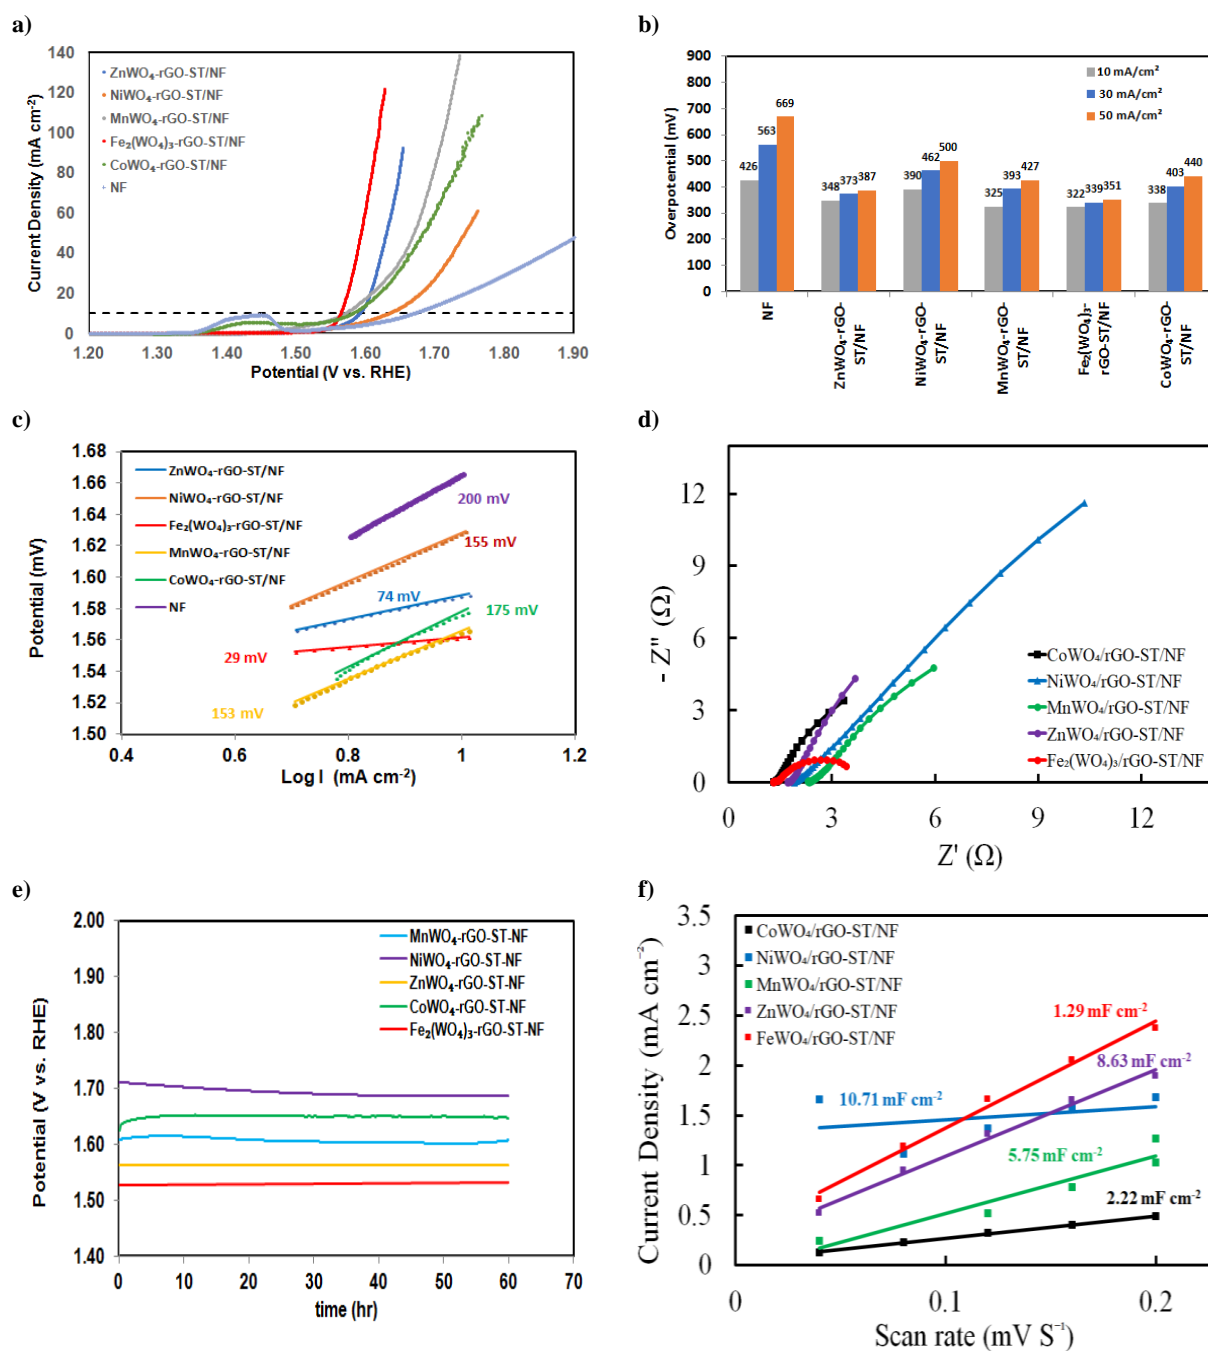 a)
140
120
100
80
60
40
20
0
Current Density (mA cm⁻²)
ZnWO₄-rGO-ST/NF
NiWO₄-rGO-ST/NF
MnWO₄-rGO-ST/NF
Fe₂(WO₄)₃-rGO-ST/NF
CoWO₄-rGO-ST/NF
NF
1.20 1.30 1.40 1.50 1.60 1.70 1.80 1.90
Potential (V vs. RHE)
b)
900
800
700
600
500
400
300
200
100
0
Overpotential (mV)
10 mA/cm²
30 mA/cm²
50 mA/cm²
426 563 669
348 373 387
390 462 500
325 393 427
322 339 351
338 403 440
NF
ZnWO₄-rGO-
ST/NF
NiWO₄-rGO-
ST/NF
MnWO₄-rGO-
ST/NF
Fe₂(WO₄)₃-
rGO-ST/NF
CoWO₄-rGO-
ST/NF
c)
1.68
1.66
1.64
1.62
1.60
1.58
1.56
1.54
1.52
1.50
Potential (mV)
ZnWO₄-rGO-ST/NF
NiWO₄-rGO-ST/NF
Fe₂(WO₄)₃-rGO-ST/NF
MnWO₄-rGO-ST/NF
CoWO₄-rGO-ST/NF
NF
200 mV
155 mV
74 mV
175 mV
29 mV
153 mV
0.4 0.6 0.8 1 1.2
Log I (mA cm⁻²)
d)
12
9
6
3
0
- Z'' (Ω)
CoWO₄/rGO-ST/NF
NiWO₄/rGO-ST/NF
MnWO₄/rGO-ST/NF
ZnWO₄/rGO-ST/NF
Fe₂(WO₄)₃/rGO-ST/NF
0 3 6 9 12
Z' (Ω)
e)
2.00
1.90
1.80
1.70
1.60
1.50
1.40
Potential (V vs. RHE)
MnWO₄-rGO-ST-NF
NiWO₄-rGO-ST-NF
ZnWO₄-rGO-ST-NF
CoWO₄-rGO-ST-NF
Fe₂(WO₄)₃-rGO-ST-NF
0 10 20 30 40 50 60 70
time (hr)
f)
3.5
3
2.5
2
1.5
1
0.5
0
Current Density (mA cm⁻²)
CoWO₄/rGO-ST/NF
NiWO₄/rGO-ST/NF
MnWO₄/rGO-ST/NF
ZnWO₄/rGO-ST/NF
FeWO₄/rGO-ST/NF
1.29 mF cm⁻²
8.63 mF cm⁻²
10.71 mF cm⁻²
5.75 mF cm⁻²
2.22 mF cm⁻²
0 0.1 0.2
Scan rate (mV S⁻¹)